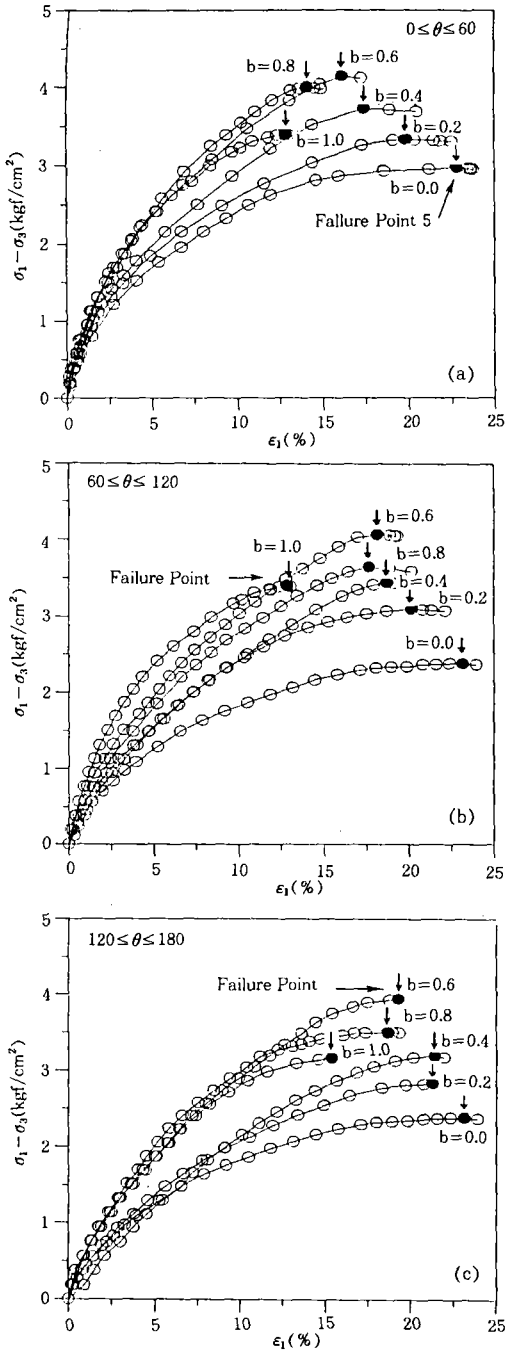 0≤θ≤60
b=0.6
b=0.8
b=0.4
b=1.0
b=0.2
b=0.0
Fallure Point 5
(a)
σ₁−σ₃(kgf/cm²)
5
4
3
2
1
0
0 5 10 15 20 25
ε₁(%)
60≤θ≤120
b=0.6
b=1.0
b=0.8
Failure Point
b=0.4
b=0.2
b=0.0
(b)
σ₁−σ₃(kgf/cm²)
5
4
3
2
1
0
0 5 10 15 20 25
ε₁(%)
120≤θ≤180
Failure Point
b=0.6
b=0.8
b=1.0
b=0.4
b=0.2
b=0.0
(c)
σ₁−σ₃(kgf/cm²)
5
4
3
2
1
0
0 5 10 15 20 25
ε₁(%)